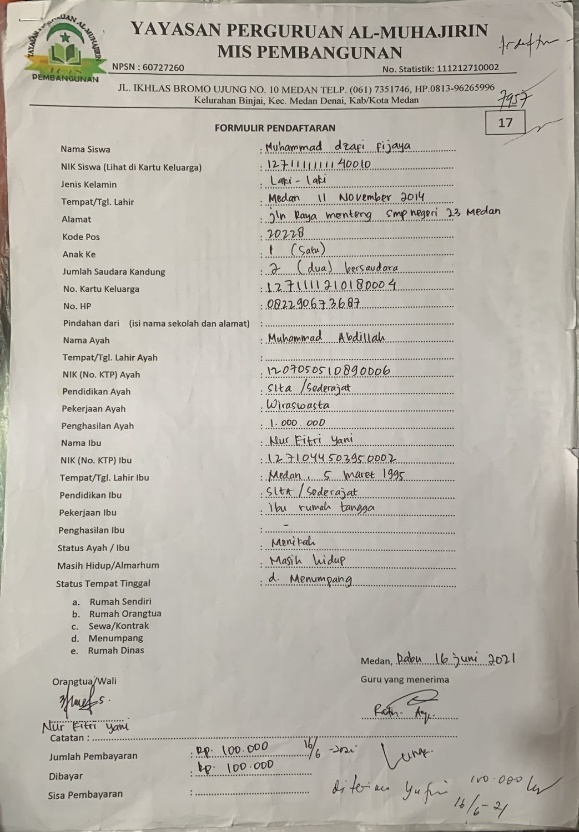 YAYASAN PERGURUAN AL-MUHAJIRIN
MIS PEMBANGUNAN
PEMBANGUNAN
NPSN : 60727260 No. Statistik: 111212710002
JL. IKHLAS BROMO UJUNG NO. 10 MEDAN TELP. (061) 7351746, HP.0813-96265996
Kelurahan Binjai, Kec. Medan Denai, Kab/Kota Medan
7957
FORMULIR PENDAFTARAN 17
Nama Siswa : Muhammad dzafi fijaya
NIK Siswa (Lihat di Kartu Keluarga) : 1271111111140010
Jenis Kelamin : Laki - laki
Tempat/Tgl. Lahir : Medan 11 November 2014
Alamat : jln Raya menteng smp negeri 23 Medan
Kode Pos : 20228
Anak Ke : 1 (satu)
Jumlah Saudara Kandung : 2 (dua) bersaudara
No. Kartu Keluarga : 1271111210180004
No. HP : 082290673687
Pindahan dari (isi nama sekolah dan alamat) :
Nama Ayah : Muhammad Abdillah
Tempat/Tgl. Lahir Ayah :
NIK (No. KTP) Ayah : 1207050510890006
Pendidikan Ayah : Slta / Sederajat
Pekerjaan Ayah : Wiraswasta
Penghasilan Ayah : 1.000.000
Nama Ibu : Nur Fitri Yani
NIK (No. KTP) Ibu : 1271044503950002
Tempat/Tgl. Lahir Ibu : Medan, 5 maret 1995
Pendidikan Ibu : SLTA / Sederajat
Pekerjaan Ibu : Ibu rumah tangga
Penghasilan Ibu : -
Status Ayah / Ibu : Menikah
Masih Hidup/Almarhum : Masih hidup
Status Tempat Tinggal : d. Menumpang
a. Rumah Sendiri
b. Rumah Orangtua
c. Sewa/Kontrak
d. Menumpang
e. Rumah Dinas
Medan, Rabu 16 juni 2021
Orangtua/Wali Guru yang menerima
Nur Fitri Yani
Catatan :
Jumlah Pembayaran : Rp. 100.000 16/6 -2021 Lunas
Dibayar : Rp. 100.000
Sisa Pembayaran : diterima 100.000
16/6-21